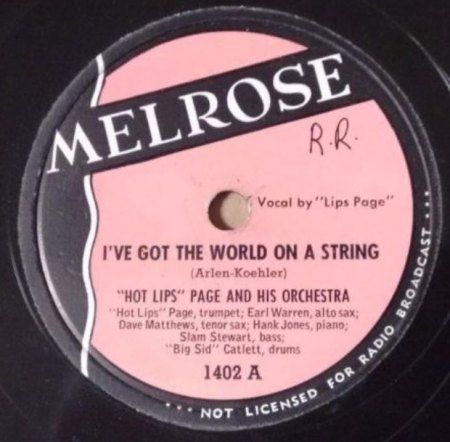 MELROSE
R.R.
Vocal by "Lips Page"
I'VE GOT THE WORLD ON A STRING
(Arlen-Koehler)
"HOT LIPS" PAGE AND HIS ORCHESTRA
"Hot Lips" Page, trumpet; Earl Warren, alto sax;
Dave Matthews, tenor sax; Hank Jones, piano;
Slam Stewart, bass;
"Big Sid" Catlett, drums
1402 A
... NOT LICENSED FOR RADIO BROADCAST ...